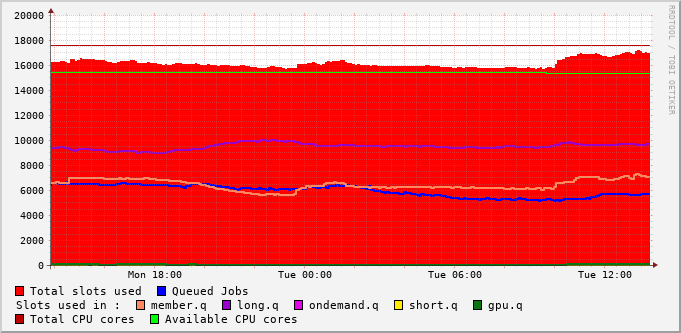 20000
18000
16000
14000
12000
10000
8000
6000
4000
2000
0
Mon 18:00 Tue 00:00 Tue 06:00 Tue 12:00
Total slots used Queued Jobs
Slots used in : member.q long.q ondemand.q short.q gpu.q
Total CPU cores Available CPU cores
RRDTOOL / TOBI OETIKER